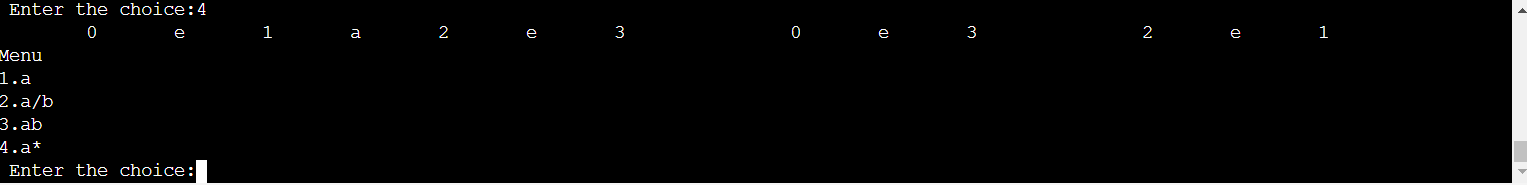 Enter the choice:4
0 e 1 a 2 e 3 0 e 3 2 e 1
Menu
1.a
2.a/b
3.ab
4.a*
Enter the choice: